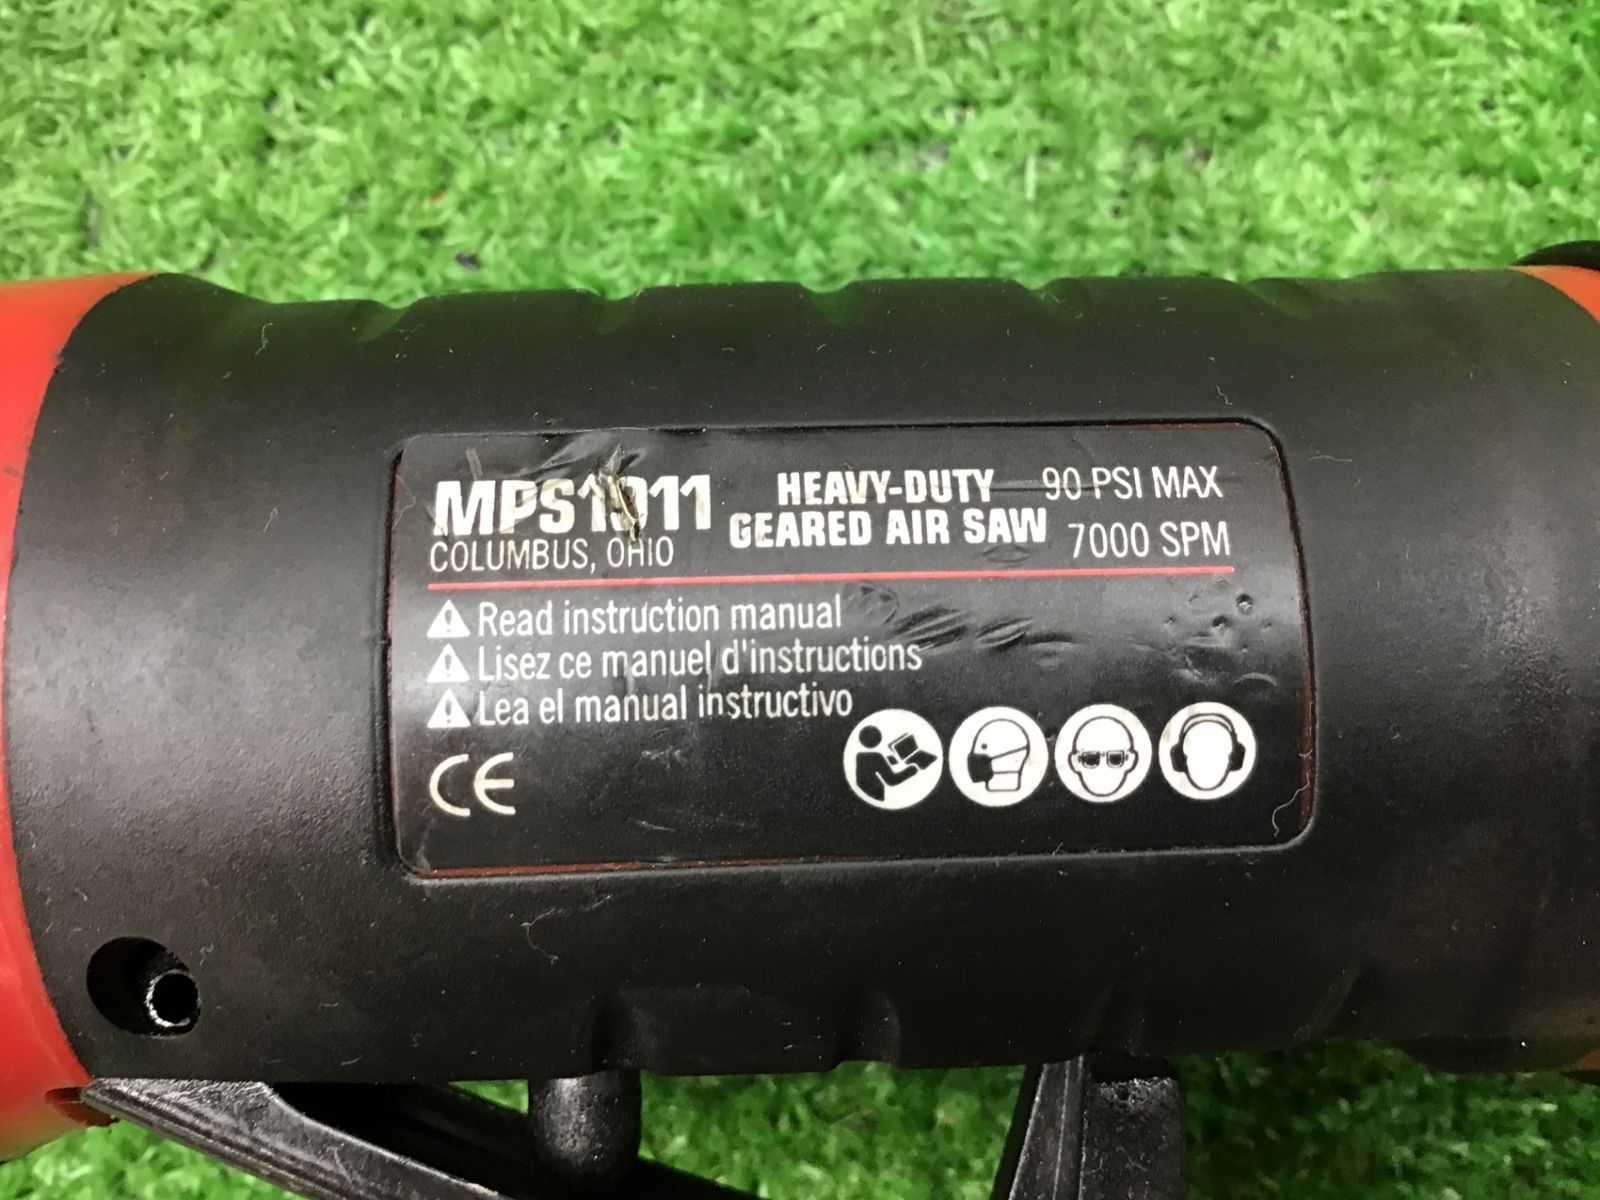 MPS1911
COLUMBUS, OHIO
HEAVY-DUTY
GEARED AIR SAW
90 PSI MAX
7000 SPM
Read instruction manual
Lisez ce manuel d'instructions
Lea el manual instructivo
CE